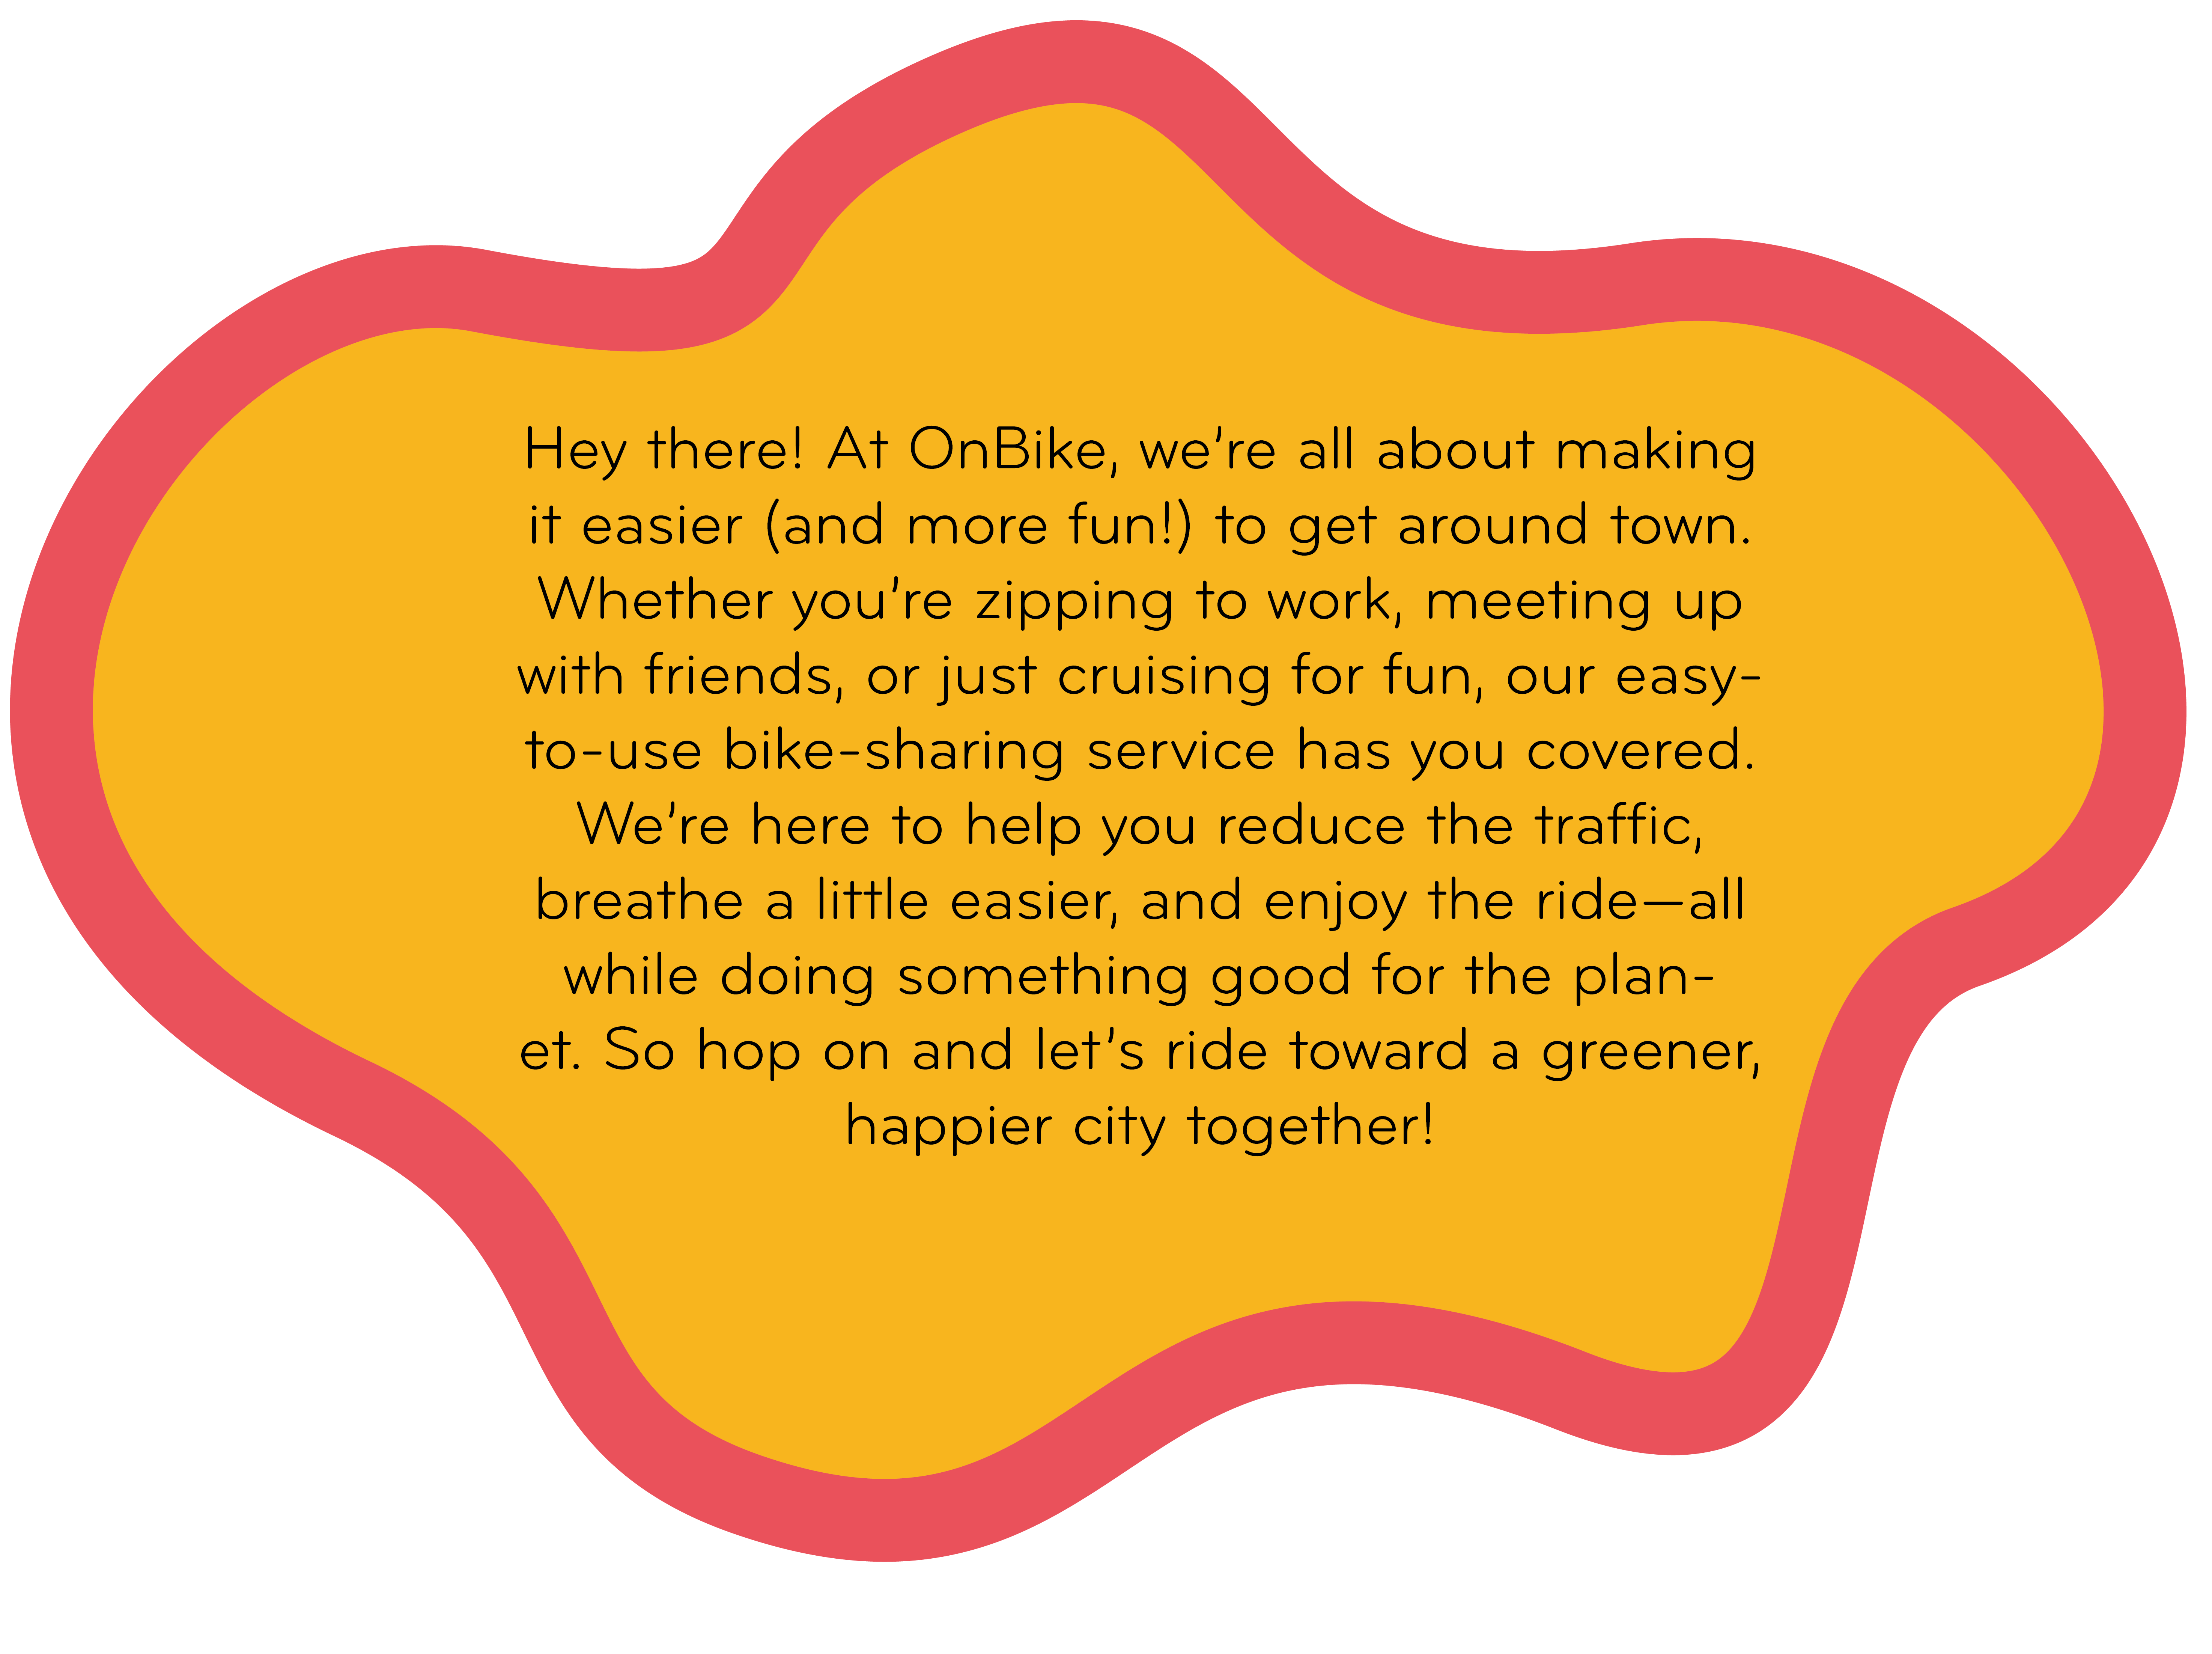 Hey there! At OnBike, we’re all about making
it easier (and more fun!) to get around town.
Whether you’re zipping to work, meeting up
with friends, or just cruising for fun, our easy-
to-use bike-sharing service has you covered.
We’re here to help you reduce the traffic,
breathe a little easier, and enjoy the ride—all
while doing something good for the plan-
et. So hop on and let’s ride toward a greener,
happier city together!